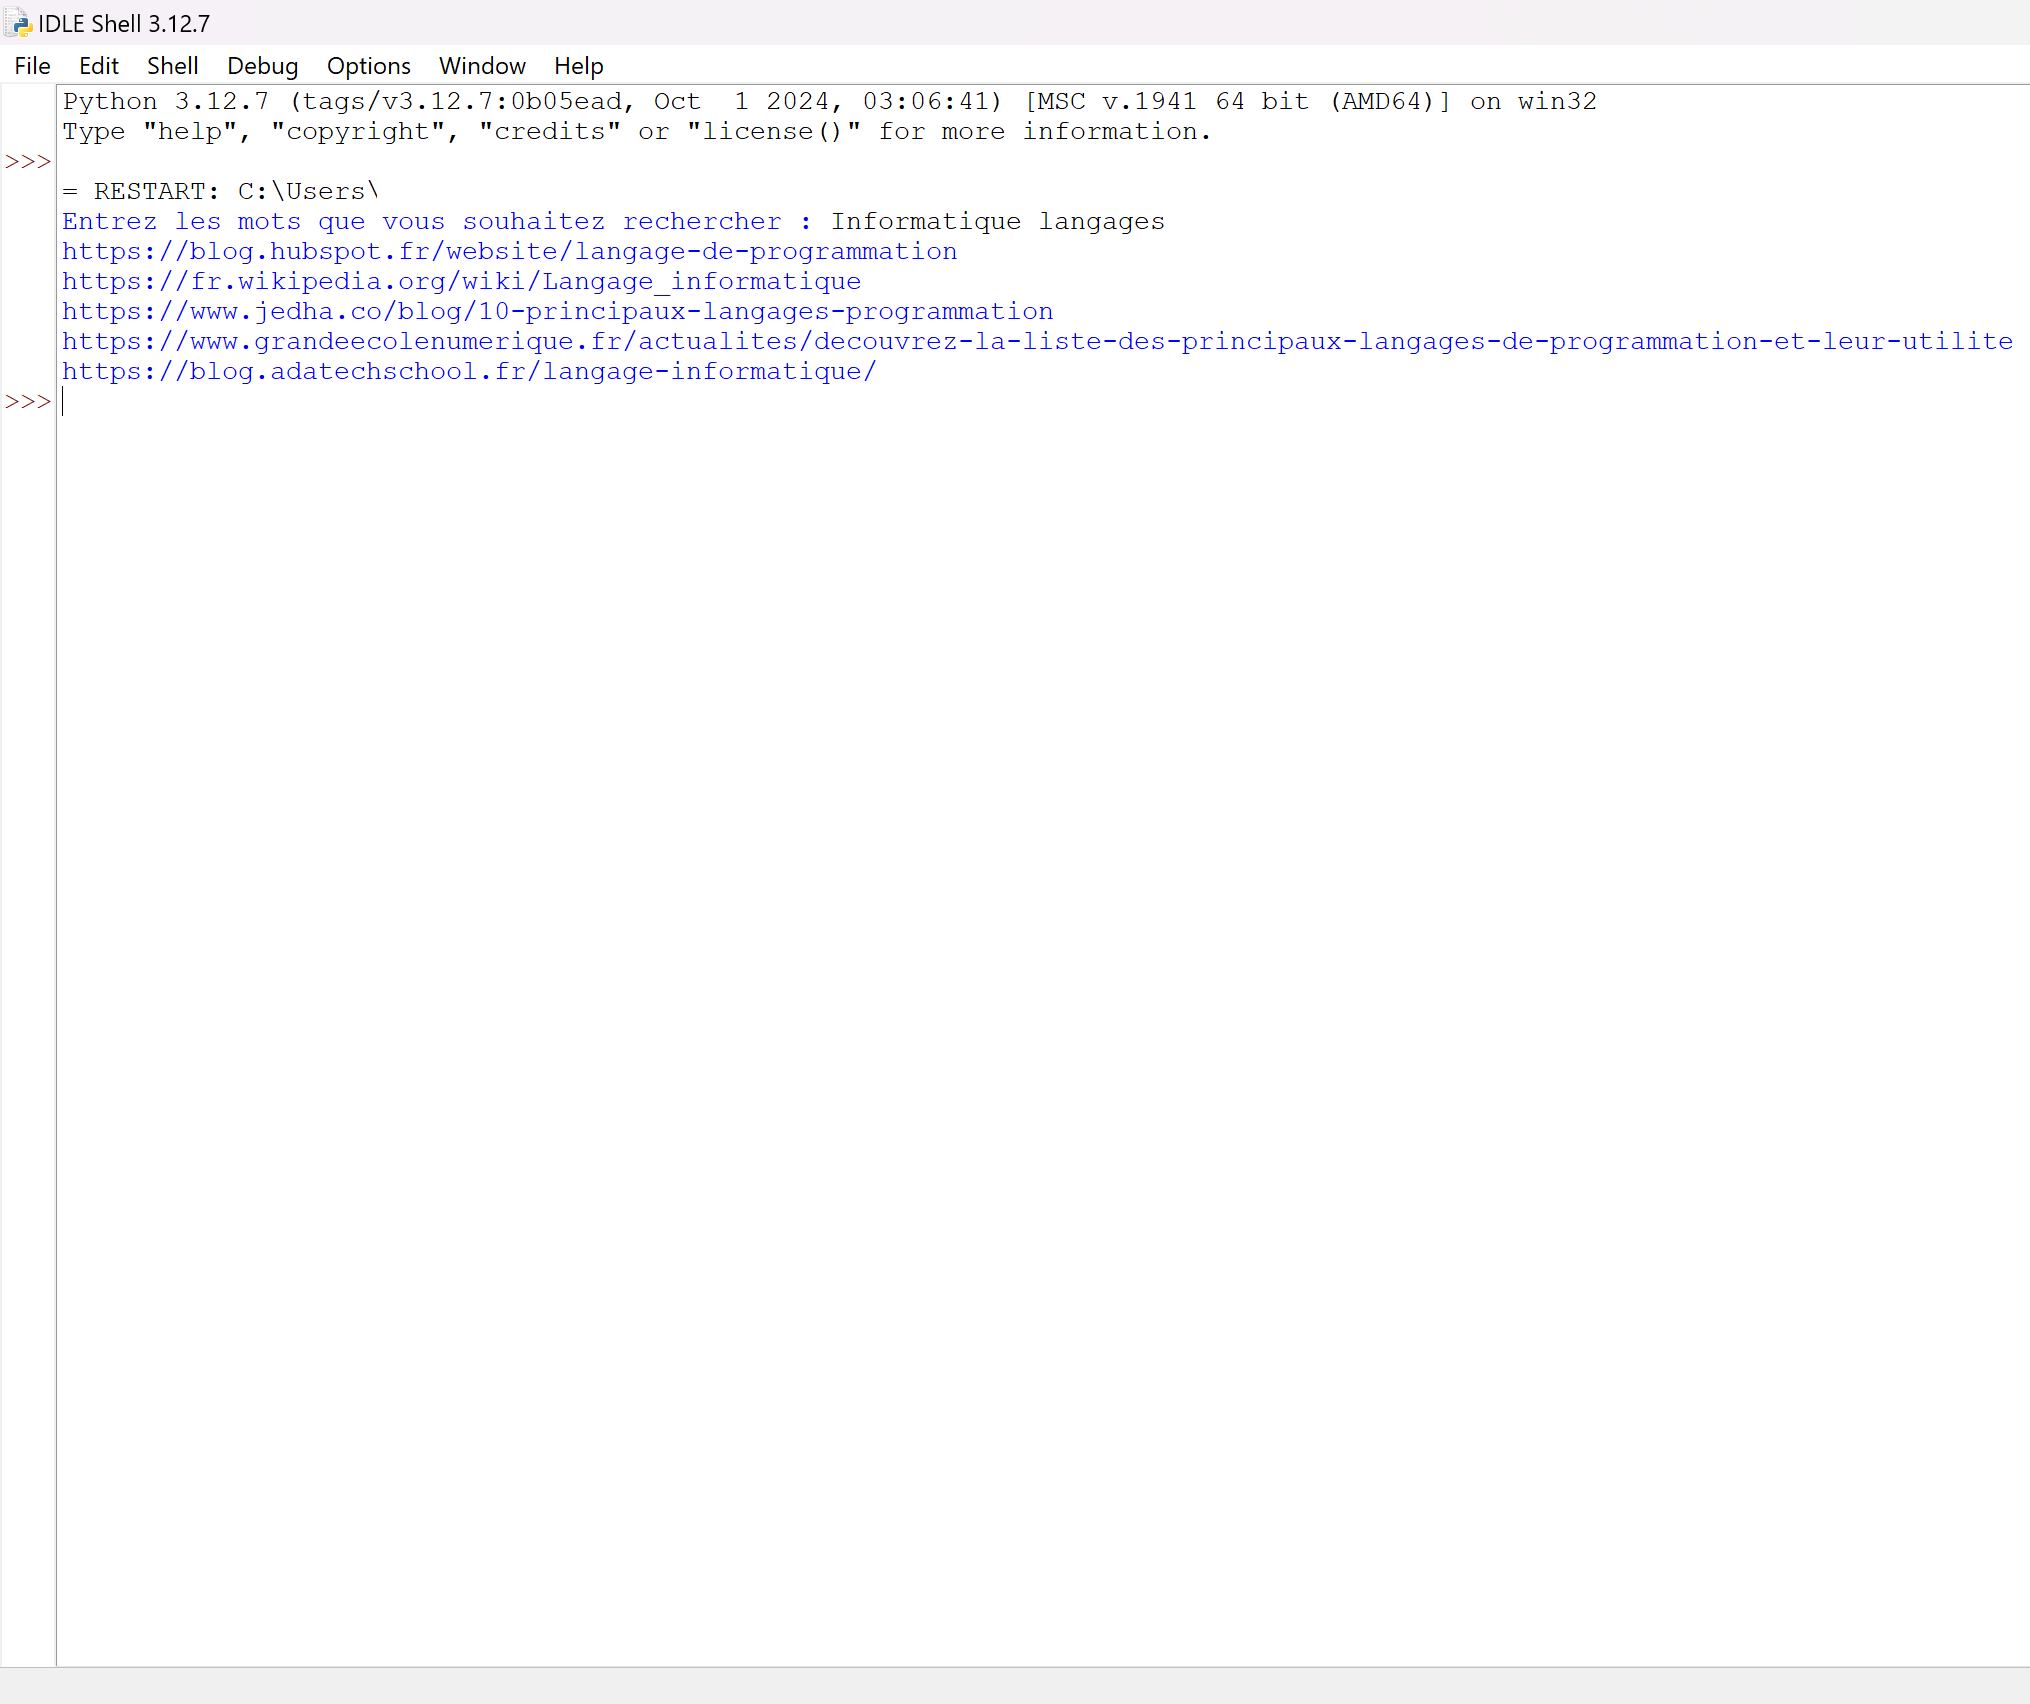 IDLE Shell 3.12.7
File Edit Shell Debug Options Window Help
Python 3.12.7 (tags/v3.12.7:0b05ead, Oct  1 2024, 03:06:41) [MSC v.1941 64 bit (AMD64)] on win32
Type "help", "copyright", "credits" or "license()" for more information.
>>>
= RESTART: C:\Users\
Entrez les mots que vous souhaitez rechercher : Informatique langages
https://blog.hubspot.fr/website/langage-de-programmation
https://fr.wikipedia.org/wiki/Langage_informatique
https://www.jedha.co/blog/10-principaux-langages-programmation
https://www.grandeecolenumerique.fr/actualites/decouvrez-la-liste-des-principaux-langages-de-programmation-et-leur-utilite
https://blog.adatechschool.fr/langage-informatique/
>>>